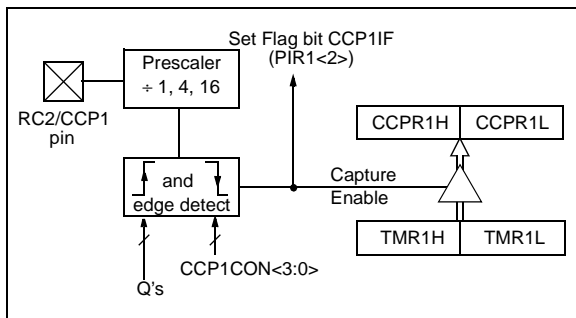 Set Flag bit CCP1IF
(PIR1<2>)
Prescaler
÷ 1, 4, 16
RC2/CCP1
pin
CCPR1H
CCPR1L
and
edge detect
Capture
Enable
TMR1H
TMR1L
CCP1CON<3:0>
Q's